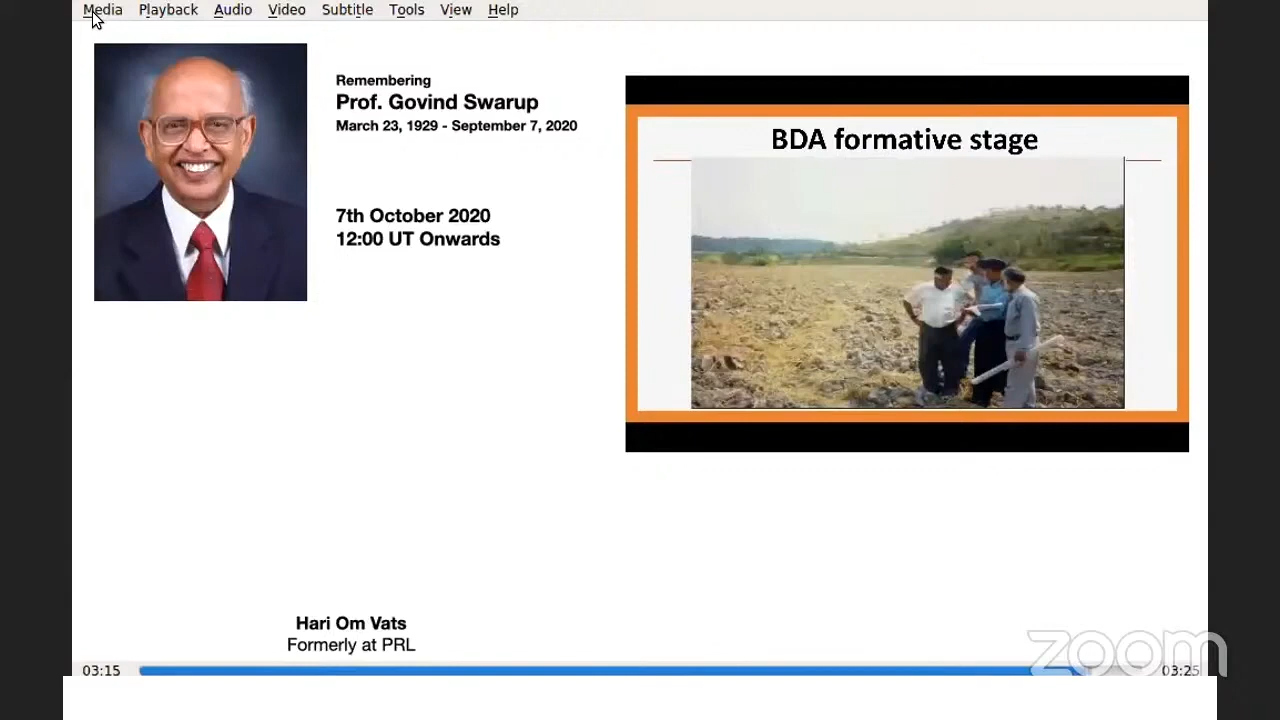 Media Playback Audio Video Subtitle Tools View Help
Remembering
Prof. Govind Swarup
March 23, 1929 - September 7, 2020
7th October 2020
12:00 UT Onwards
BDA formative stage
Hari Om Vats
Formerly at PRL
03:15
03:25
zoom